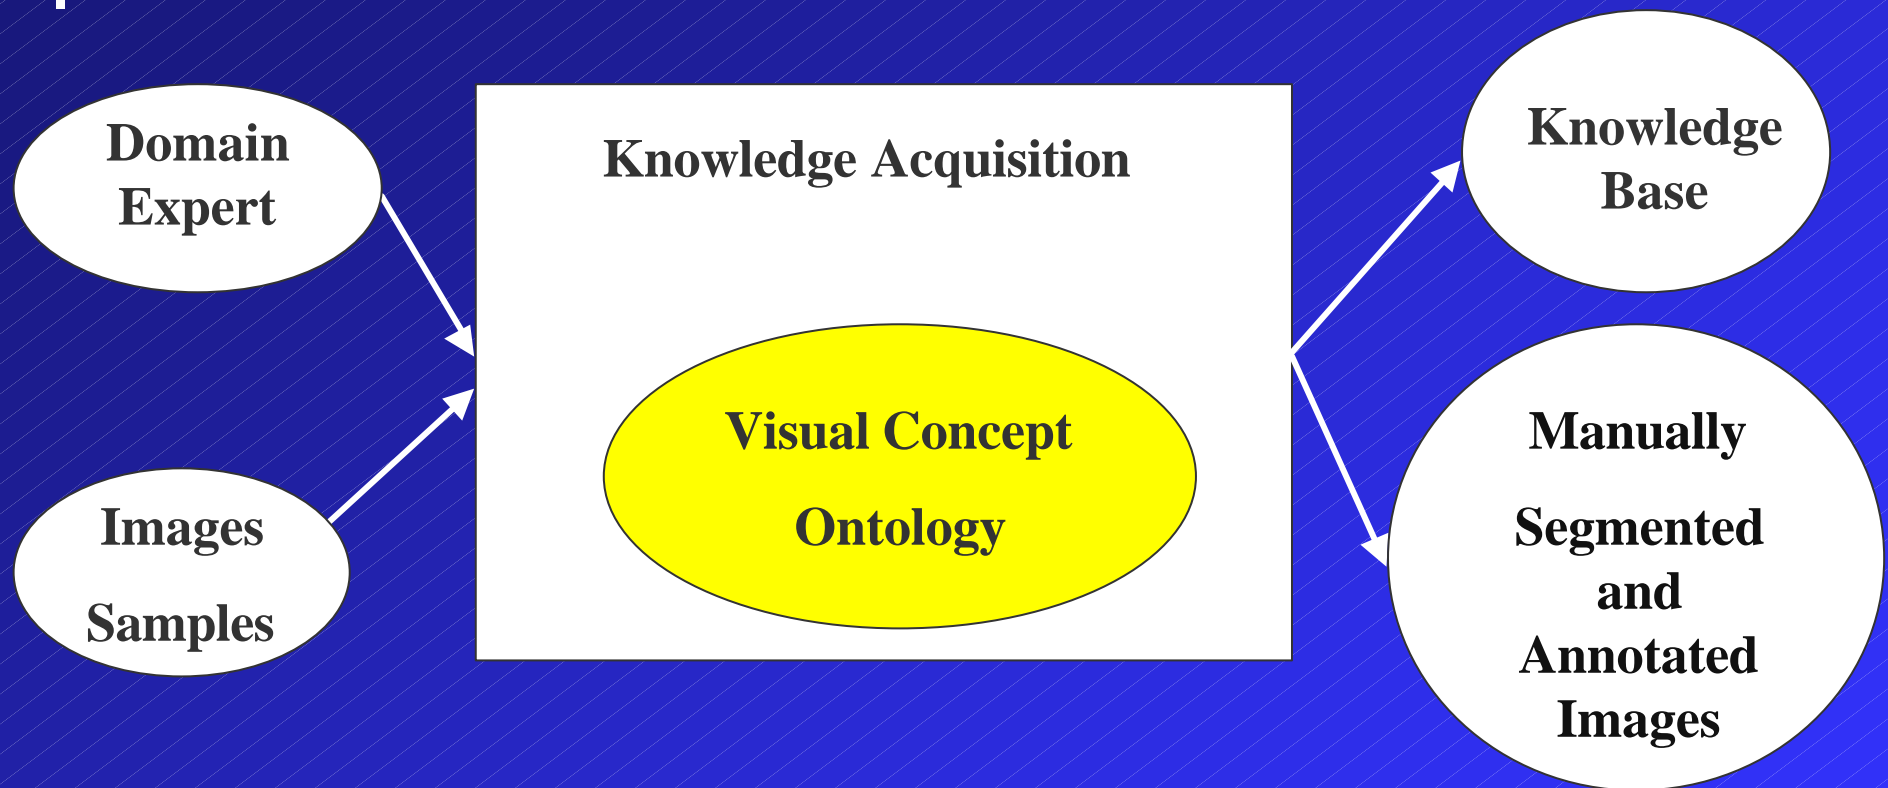 Domain
Expert
Images
Samples
Knowledge Acquisition
Visual Concept
Ontology
Knowledge
Base
Manually
Segmented
and
Annotated
Images